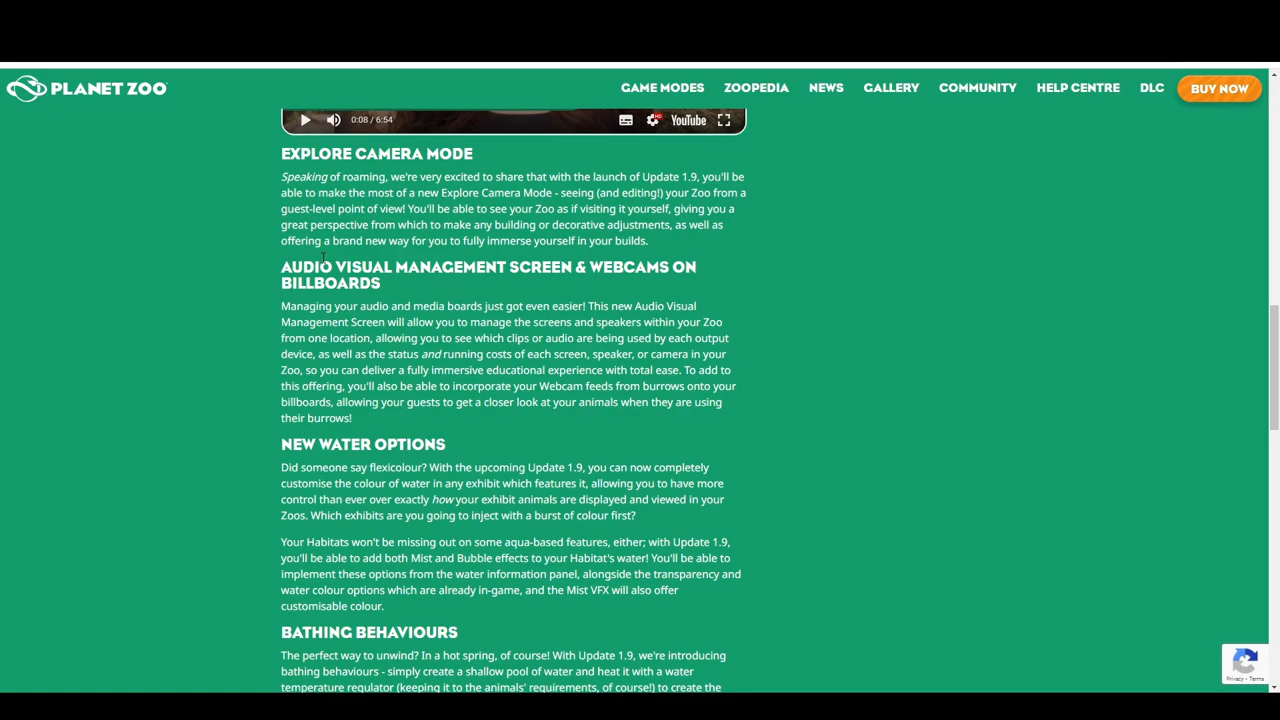 PLANET ZOO
GAME MODES
ZOOPEDIA
NEWS
GALLERY
COMMUNITY
HELP CENTRE
DLC
BUY NOW
0:08 / 6:54
HD
YouTube
EXPLORE CAMERA MODE
Speaking of roaming, we're very excited to share that with the launch of Update 1.9, you'll be
able to make the most of a new Explore Camera Mode - seeing (and editing!) your Zoo from a
guest-level point of view! You'll be able to see your Zoo as if visiting it yourself, giving you a
great perspective from which to make any building or decorative adjustments, as well as
offering a brand new way for you to fully immerse yourself in your builds.
AUDIO VISUAL MANAGEMENT SCREEN & WEBCAMS ON
BILLBOARDS
Managing your audio and media boards just got even easier! This new Audio Visual
Management Screen will allow you to manage the screens and speakers within your Zoo
from one location, allowing you to see which clips or audio are being used by each output
device, as well as the status and running costs of each screen, speaker, or camera in your
Zoo, so you can deliver a fully immersive educational experience with total ease. To add to
this offering, you'll also be able to incorporate your Webcam feeds from burrows onto your
billboards, allowing your guests to get a closer look at your animals when they are using
their burrows!
NEW WATER OPTIONS
Did someone say flexicolour? With the upcoming Update 1.9, you can now completely
customise the colour of water in any exhibit which features it, allowing you to have more
control than ever over exactly how your exhibit animals are displayed and viewed in your
Zoos. Which exhibits are you going to inject with a burst of colour first?
Your Habitats won't be missing out on some aqua-based features, either; with Update 1.9,
you'll be able to add both Mist and Bubble effects to your Habitat's water! You'll be able to
implement these options from the water information panel, alongside the transparency and
water colour options which are already in-game, and the Mist VFX will also offer
customisable colour.
BATHING BEHAVIOURS
The perfect way to unwind? In a hot spring, of course! With Update 1.9, we're introducing
bathing behaviours - simply create a shallow pool of water and heat it with a water
temperature regulator (keeping it to the animals' requirements, of course!) to create the
Privacy - Terms